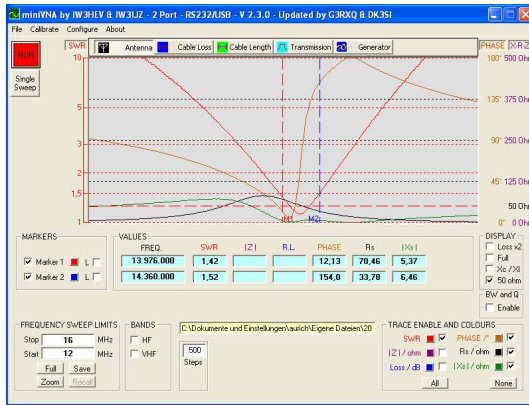 miniVNA by IW3HEV & IW3IJZ - 2 Port - RS232/USB - V 2.3.0 - Updated by G3RXQ & DK3SI
File Calibrate Configure About
RUN
Single
Sweep
SWR Antenna Cable Loss Cable Length Transmission Generator PHASE X-R-Z
10 180° 500 Ohm
5 135° 375 Ohm
3 90° 250 Ohm
2
1,5 45° 125 Ohm
50 Ohm
1 M1 M2 0° 0 Ohm
MARKERS
Marker 1 L
Marker 2 L
VALUES
FREQ. SWR |Z| R.L. PHASE Rs |Xs|
13.976.000 1,42 12,13 70,46 5,37
14.360.000 1,52 154,0 33,78 6,46
DISPLAY
Loss x2
Full
Xc / Xl
50 ohm
BW and Q
Enable
FREQUENCY SWEEP LIMITS
Stop 16 MHz
Start 12 MHz
Full Save
Zoom Recall
BANDS
HF
VHF
C:\Dokumente und Einstellungen\aurich\Eigene Dateien\20
500
Steps
TRACE ENABLE AND COLOURS
SWR PHASE /°
|Z| / ohm Rs / ohm
Loss / dB |Xs| / ohm
All None